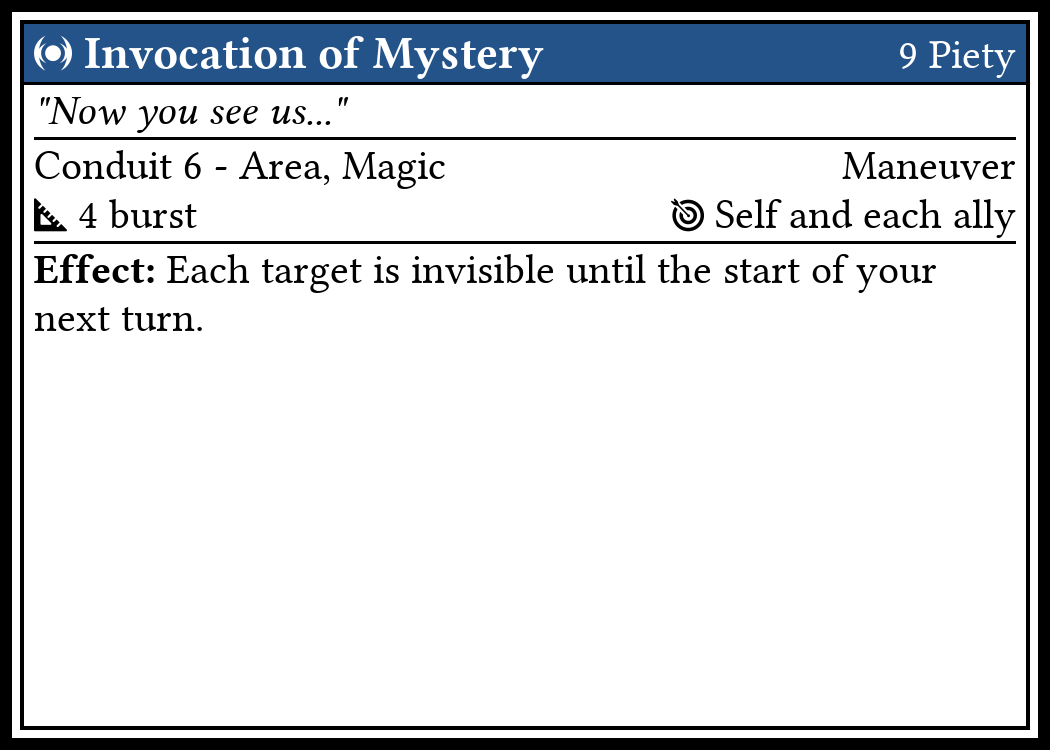 Invocation of Mystery 9 Piety
"Now you see us..."
Conduit 6 - Area, Magic Maneuver
4 burst Self and each ally
Effect: Each target is invisible until the start of your
next turn.